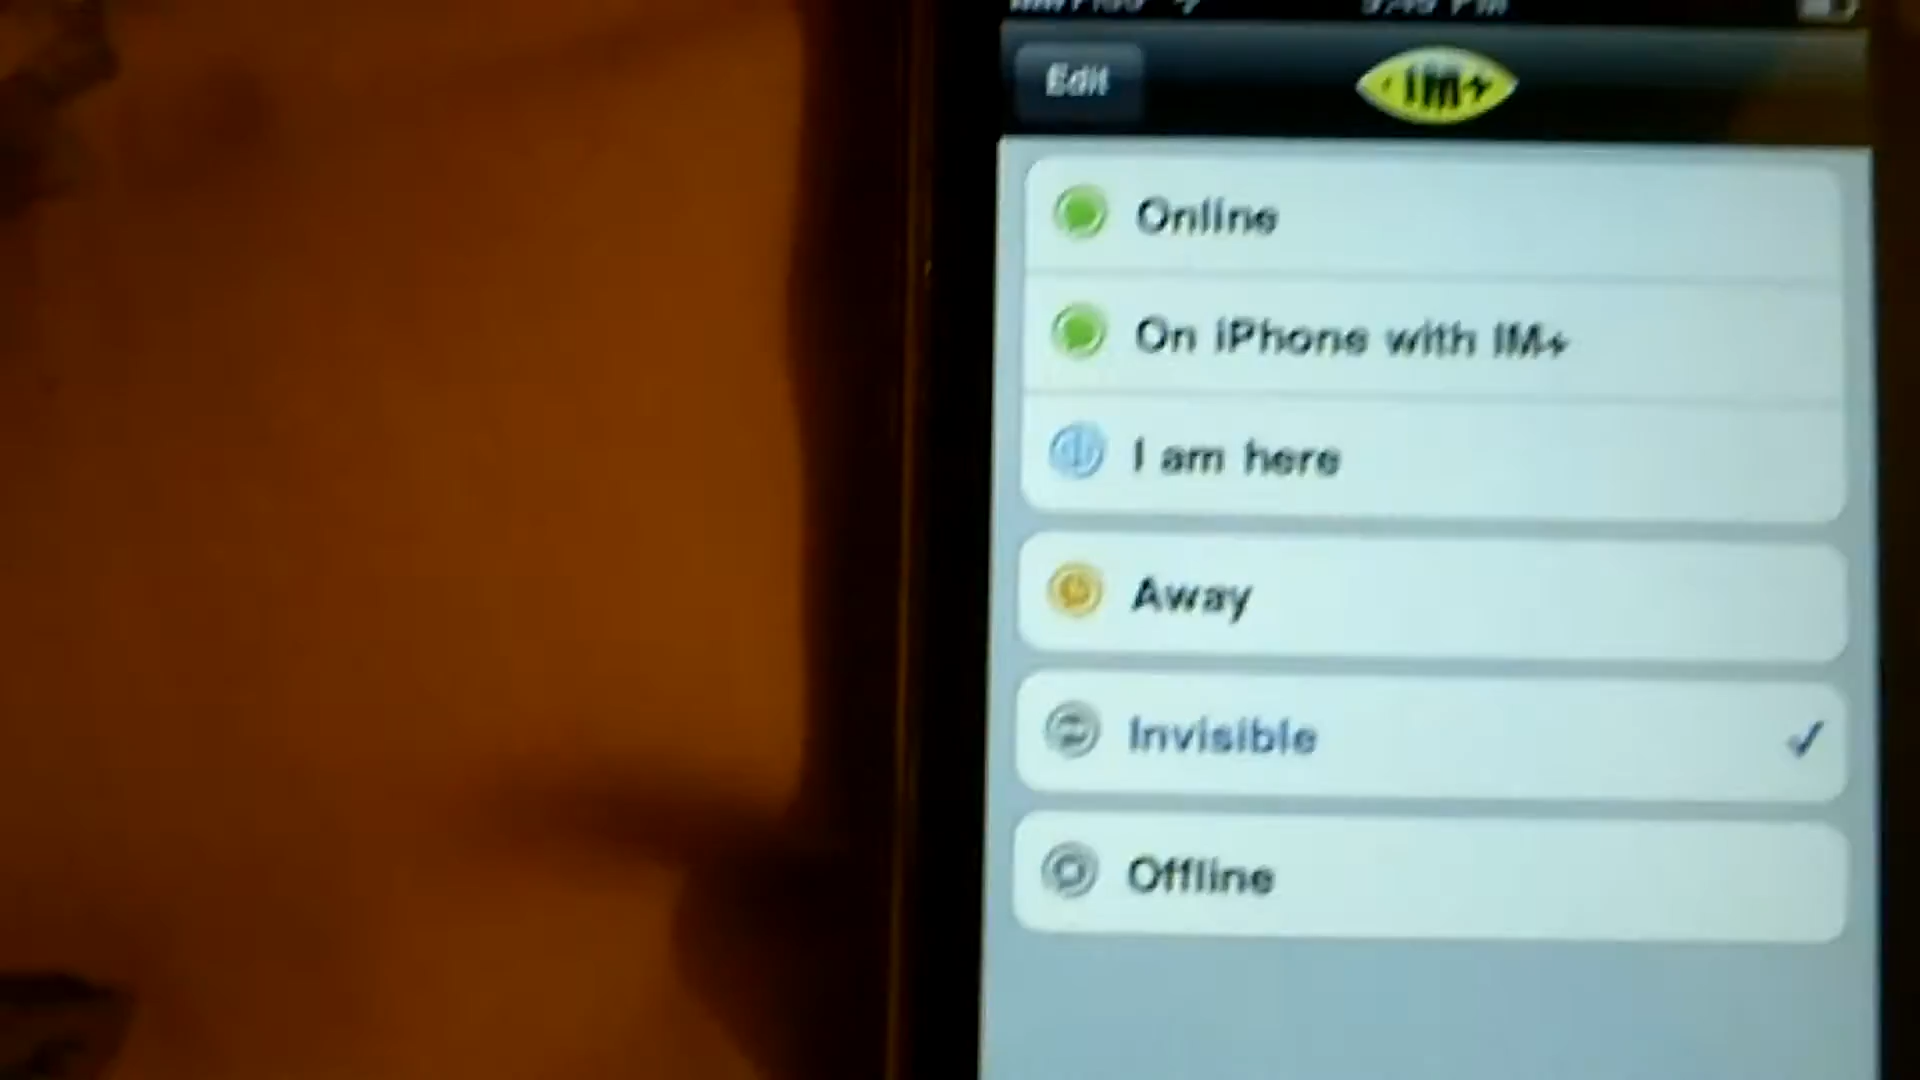 Edit
IM+
Online
On iPhone with IM+
I am here
Away
Invisible
Offline